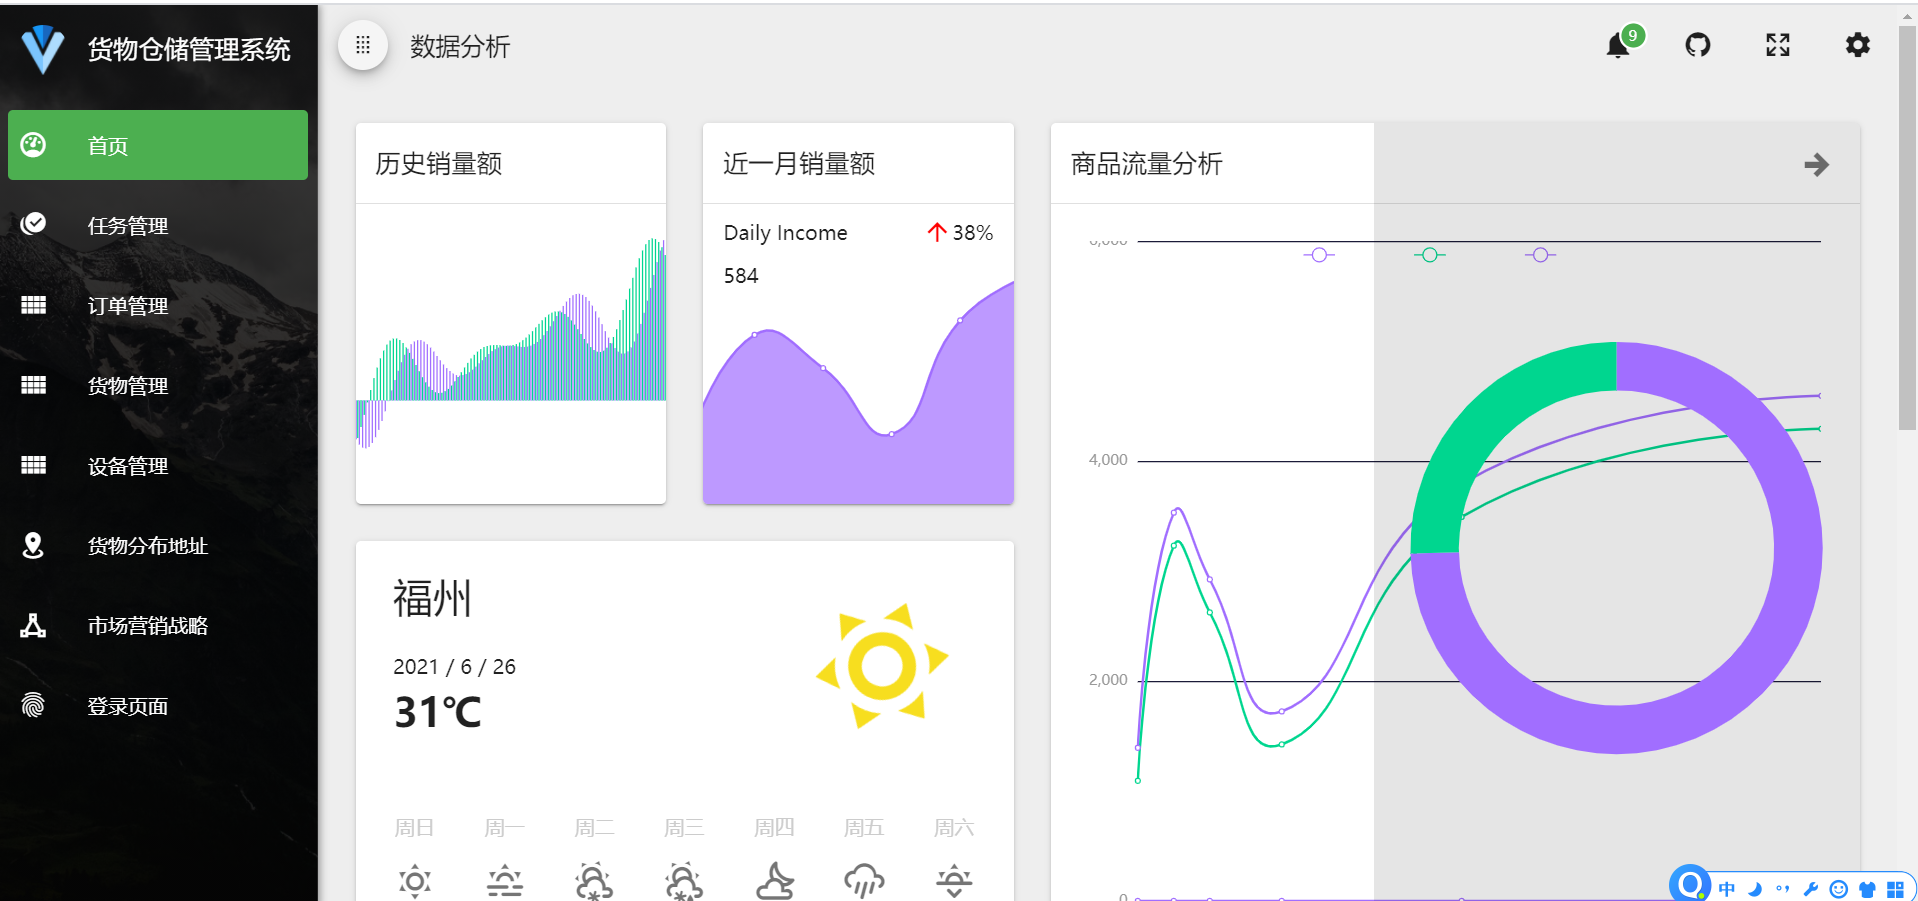 货物仓储管理系统
数据分析
9
首页
任务管理
订单管理
货物管理
设备管理
货物分布地址
市场营销战略
登录页面
历史销量额
近一月销量额
Daily Income
38%
584
商品流量分析
4,000
2,000
福州
2021 / 6 / 26
31℃
周日 周一 周二 周三 周四 周五 周六
中